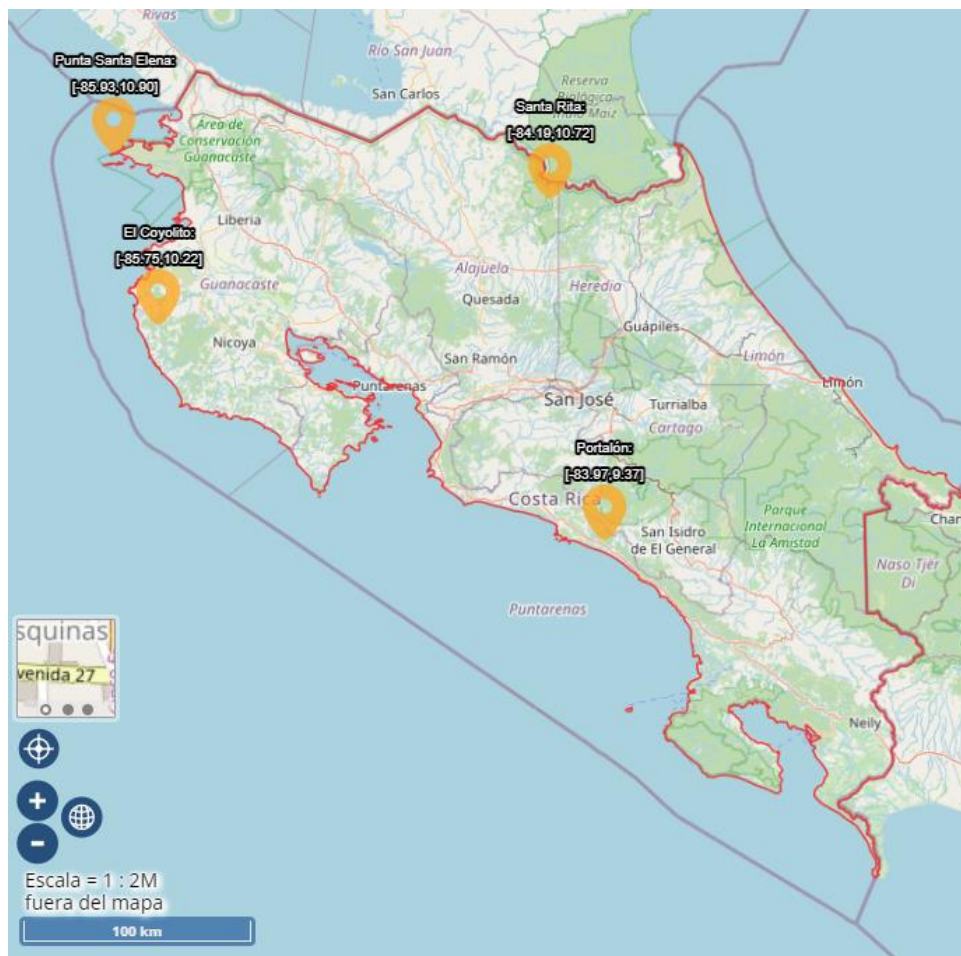 Rivas
Punta Santa Elena:
[-85.93,10.90]
Río San Juan
San Carlos
Reserva
Biológica
Indio Maíz
Santa Rita:
[-84.19,10.72]
Área de
Conservación
Guanacaste
Liberia
El Coyolito:
[-85.75,10.22]
Guanacaste
Alajuela
Heredia
Quesada
Guápiles
Nicoya
San Ramón
Limón
Puntarenas
Limón
San José
Turrialba
Cartago
Portalón:
[-83.97,9.37]
Costa Rica
Parque
Internacional
La Amistad
San Isidro
de El General
Chan
Naso Tjër
Di
Puntarenas
squinas
venida 27
Neily
+
-
Escala = 1 : 2M
fuera del mapa
100 km